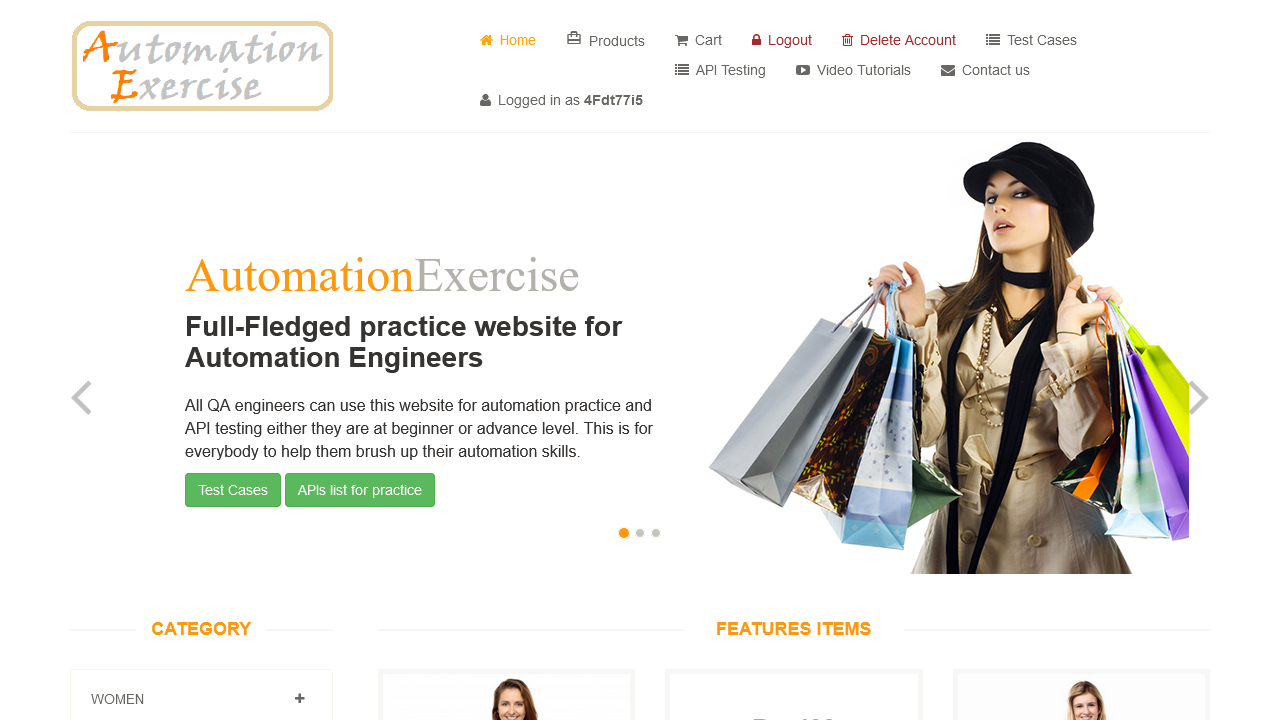 Automation
Exercise
Home
Products
Cart
Logout
Delete Account
Test Cases
API Testing
Video Tutorials
Contact us
Logged in as 4Fdt77i5
AutomationExercise
Full-Fledged practice website for
Automation Engineers
All QA engineers can use this website for automation practice and
API testing either they are at beginner or advance level. This is for
everybody to help them brush up their automation skills.
Test Cases
APIs list for practice
CATEGORY
FEATURES ITEMS
WOMEN